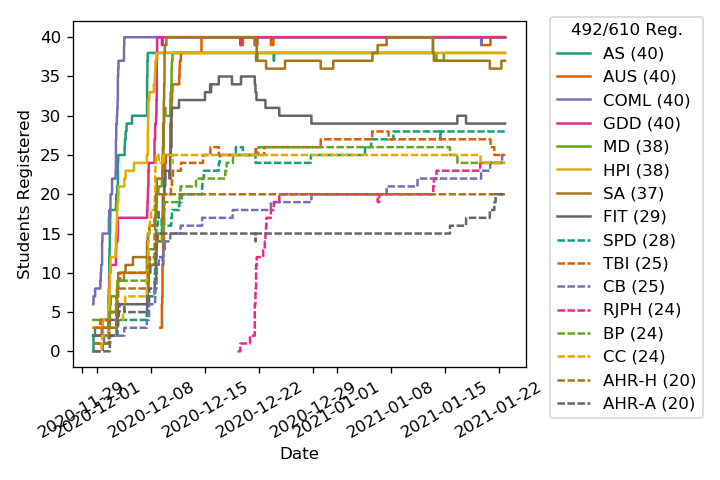 492/610 Reg.
AS (40)
AUS (40)
COML (40)
GDD (40)
MD (38)
HPI (38)
SA (37)
FIT (29)
SPD (28)
TBI (25)
CB (25)
RJPH (24)
BP (24)
CC (24)
AHR-H (20)
AHR-A (20)
Students Registered
40
35
30
25
20
15
10
5
0
2020-11-29
2020-12-01
2020-12-08
2020-12-15
2020-12-22
2020-12-29
2021-01-01
2021-01-08
2021-01-15
2021-01-22
Date